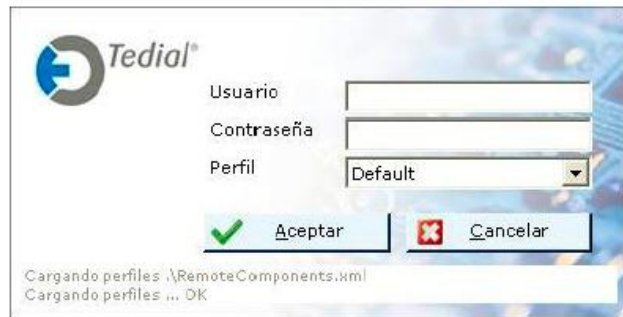 Tedial®
Usuario
Contraseña
Perfil Default
Aceptar Cancelar
Cargando perfiles .\RemoteComponents.xml
Cargando perfiles ... OK